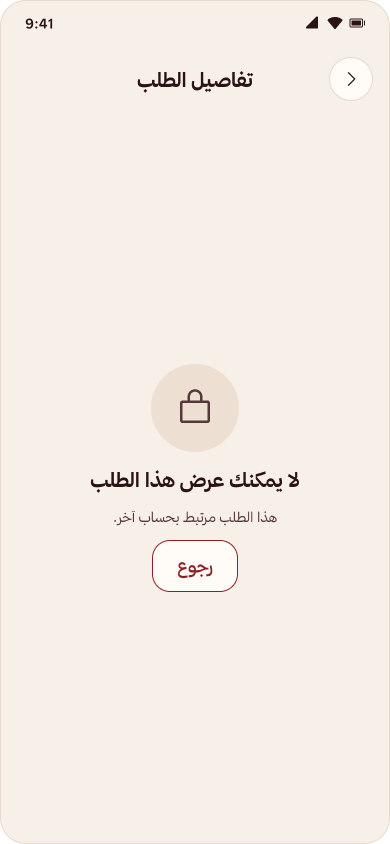 9:41
تفاصيل الطلب
لا يمكنك عرض هذا الطلب
هذا الطلب مرتبط بحساب آخر.
رجوع